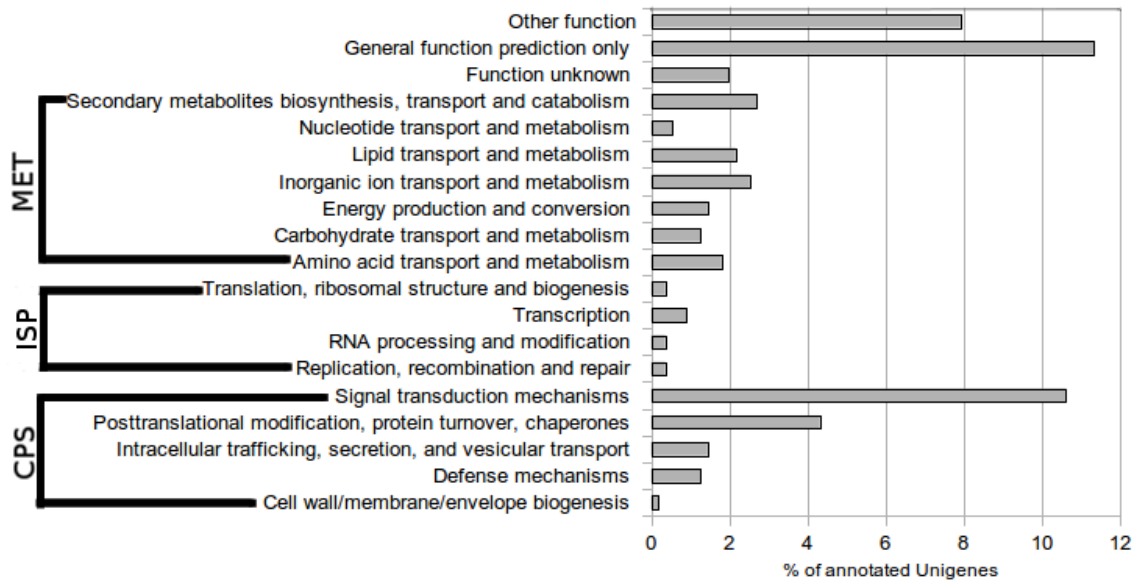 Other function
General function prediction only
Function unknown
Secondary metabolites biosynthesis, transport and catabolism
Nucleotide transport and metabolism
Lipid transport and metabolism
Inorganic ion transport and metabolism
Energy production and conversion
Carbohydrate transport and metabolism
Amino acid transport and metabolism
MET
Translation, ribosomal structure and biogenesis
Transcription
RNA processing and modification
Replication, recombination and repair
ISP
Signal transduction mechanisms
Posttranslational modification, protein turnover, chaperones
Intracellular trafficking, secretion, and vesicular transport
Defense mechanisms
Cell wall/membrane/envelope biogenesis
CPS
0 2 4 6 8 10 12
% of annotated Unigenes